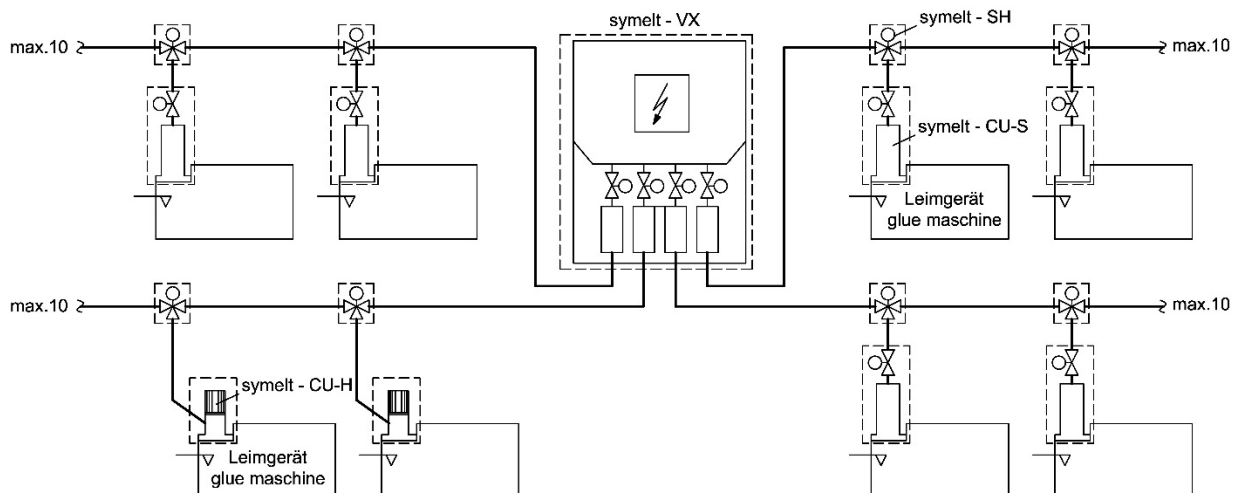 symelt - VX
symelt - SH
max.10
max.10
symelt - CU-S
Leimgerät
glue maschine
max.10
max.10
symelt - CU-H
Leimgerät
glue maschine